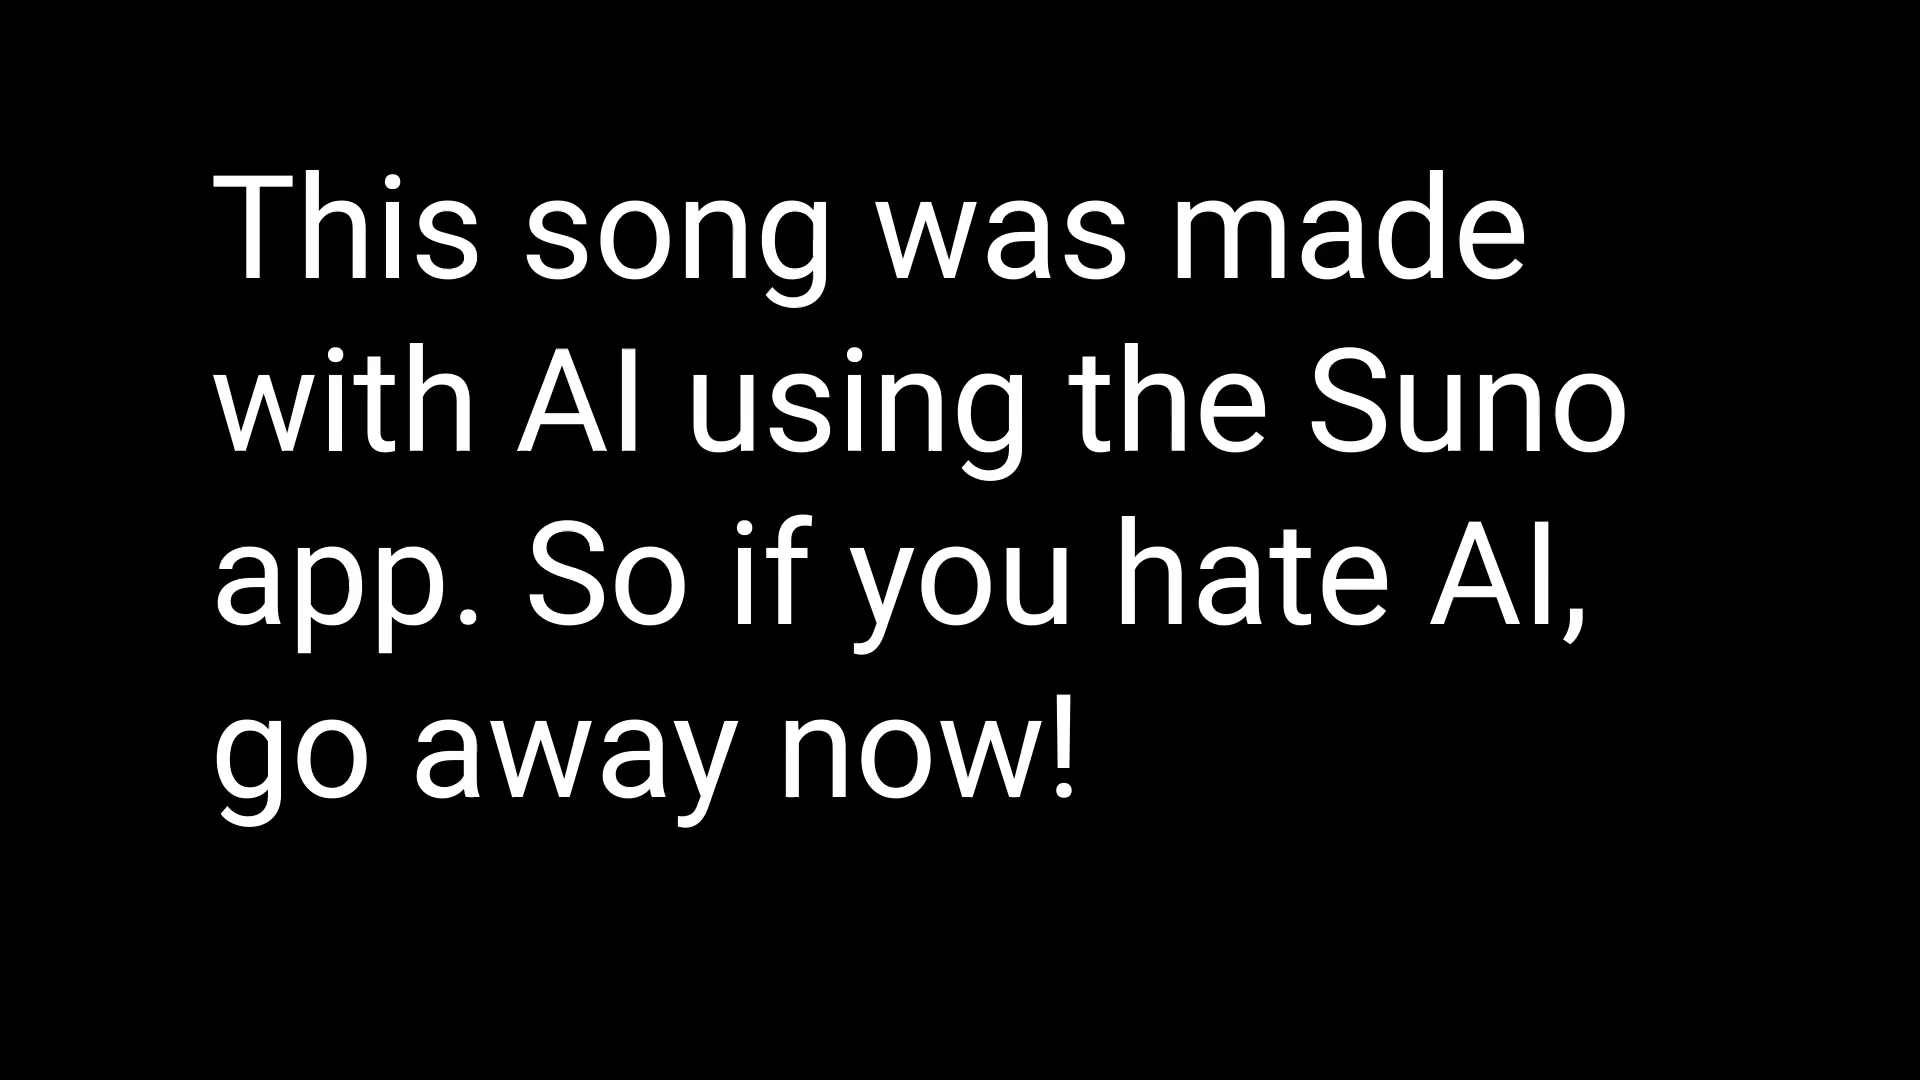 This song was made
with AI using the Suno
app. So if you hate AI,
go away now!